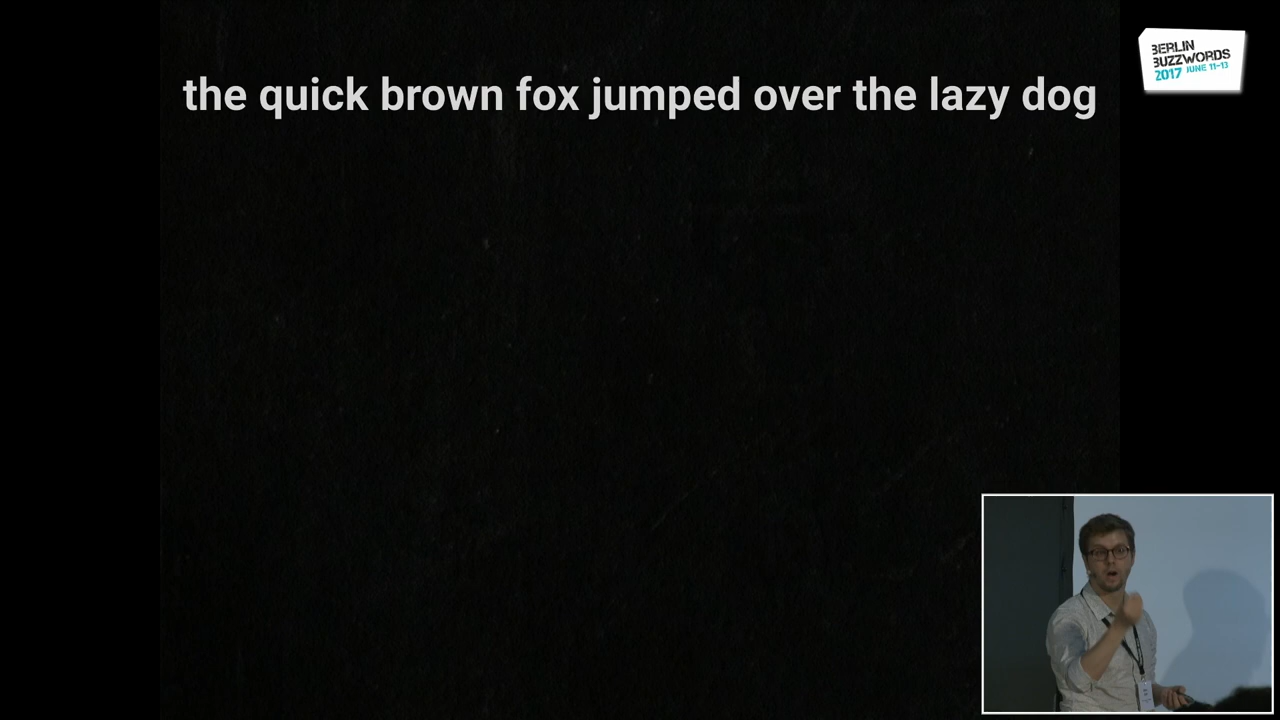 the quick brown fox jumped over the lazy dog
BERLIN
BUZZWORDS
2017 JUNE 11-13